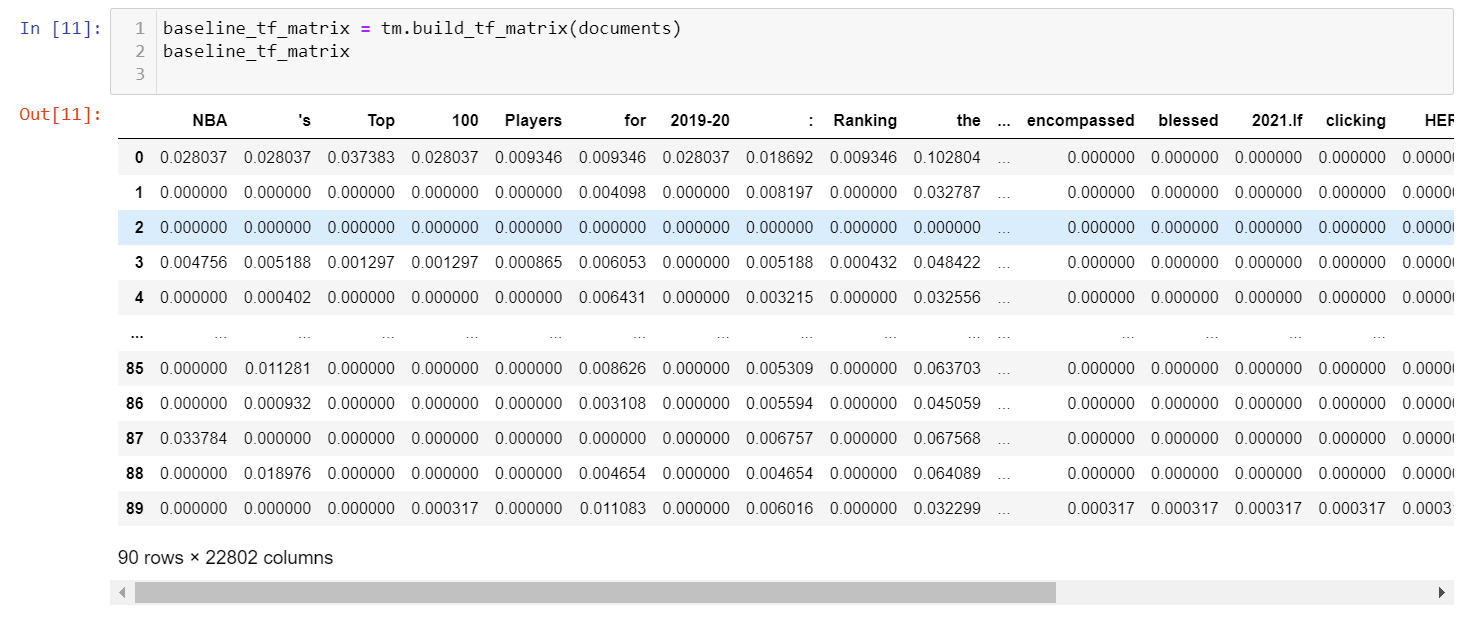 In [11]:
1 baseline_tf_matrix = tm.build_tf_matrix(documents)
2 baseline_tf_matrix
3
Out[11]:
NBA 's Top 100 Players for 2019-20 : Ranking the ... encompassed blessed 2021.If clicking HER
0 0.028037 0.028037 0.037383 0.028037 0.009346 0.009346 0.028037 0.018692 0.009346 0.102804 ... 0.000000 0.000000 0.000000 0.000000 0.0000
1 0.000000 0.000000 0.000000 0.000000 0.000000 0.004098 0.000000 0.008197 0.000000 0.032787 ... 0.000000 0.000000 0.000000 0.000000 0.0000
2 0.000000 0.000000 0.000000 0.000000 0.000000 0.000000 0.000000 0.000000 0.000000 0.000000 ... 0.000000 0.000000 0.000000 0.000000 0.0000
3 0.004756 0.005188 0.001297 0.001297 0.000865 0.006053 0.000000 0.005188 0.000432 0.048422 ... 0.000000 0.000000 0.000000 0.000000 0.0000
4 0.000000 0.000402 0.000000 0.000000 0.000000 0.006431 0.000000 0.003215 0.000000 0.032556 ... 0.000000 0.000000 0.000000 0.000000 0.0000
... ... ... ... ... ... ... ... ... ... ... ... ... ... ...
85 0.000000 0.011281 0.000000 0.000000 0.000000 0.008626 0.000000 0.005309 0.000000 0.063703 ... 0.000000 0.000000 0.000000 0.000000 0.0000
86 0.000000 0.000932 0.000000 0.000000 0.000000 0.003108 0.000000 0.005594 0.000000 0.045059 ... 0.000000 0.000000 0.000000 0.000000 0.0000
87 0.033784 0.000000 0.000000 0.000000 0.000000 0.000000 0.000000 0.006757 0.000000 0.067568 ... 0.000000 0.000000 0.000000 0.000000 0.0000
88 0.000000 0.018976 0.000000 0.000000 0.000000 0.004654 0.000000 0.004654 0.000000 0.064089 ... 0.000000 0.000000 0.000000 0.000000 0.0000
89 0.000000 0.000000 0.000000 0.000317 0.000000 0.011083 0.000000 0.006016 0.000000 0.032299 ... 0.000317 0.000317 0.000317 0.000317 0.0003
90 rows × 22802 columns